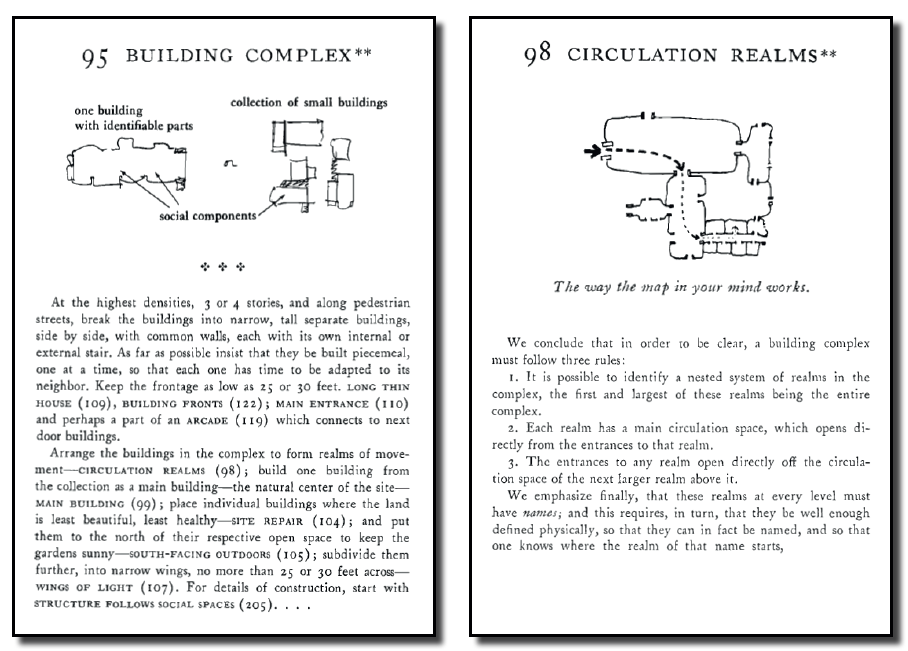 95 BUILDING COMPLEX**
one building
with identifiable parts
collection of small buildings
or
social components
At the highest densities, 3 or 4 stories, and along pedestrian
streets, break the buildings into narrow, tall separate buildings,
side by side, with common walls, each with its own internal or
external stair. As far as possible insist that they be built piecemeal,
one at a time, so that each one has time to be adapted to its
neighbor. Keep the frontage as low as 25 or 30 feet. LONG THIN
HOUSE (109), BUILDING FRONTS (122); MAIN ENTRANCE (110)
and perhaps a part of an ARCADE (119) which connects to next
door buildings.
Arrange the buildings in the complex to form realms of move-
ment—CIRCULATION REALMS (98); build one building from
the collection as a main building—the natural center of the site—
MAIN BUILDING (99); place individual buildings where the land
is least beautiful, least healthy—SITE REPAIR (104); and put
them to the north of their respective open space to keep the
gardens sunny—SOUTH-FACING OUTDOORS (105); subdivide them
further, into narrow wings, no more than 25 or 30 feet across—
WINGS OF LIGHT (107). For details of construction, start with
STRUCTURE FOLLOWS SOCIAL SPACES (205). . . .
98 CIRCULATION REALMS**
The way the map in your mind works.
We conclude that in order to be clear, a building complex
must follow three rules:
1. It is possible to identify a nested system of realms in the
complex, the first and largest of these realms being the entire
complex.
2. Each realm has a main circulation space, which opens di-
rectly from the entrances to that realm.
3. The entrances to any realm open directly off the circula-
tion space of the next larger realm above it.
We emphasize finally, that these realms at every level must
have names; and this requires, in turn, that they be well enough
defined physically, so that they can in fact be named, and so that
one knows where the realm of that name starts,